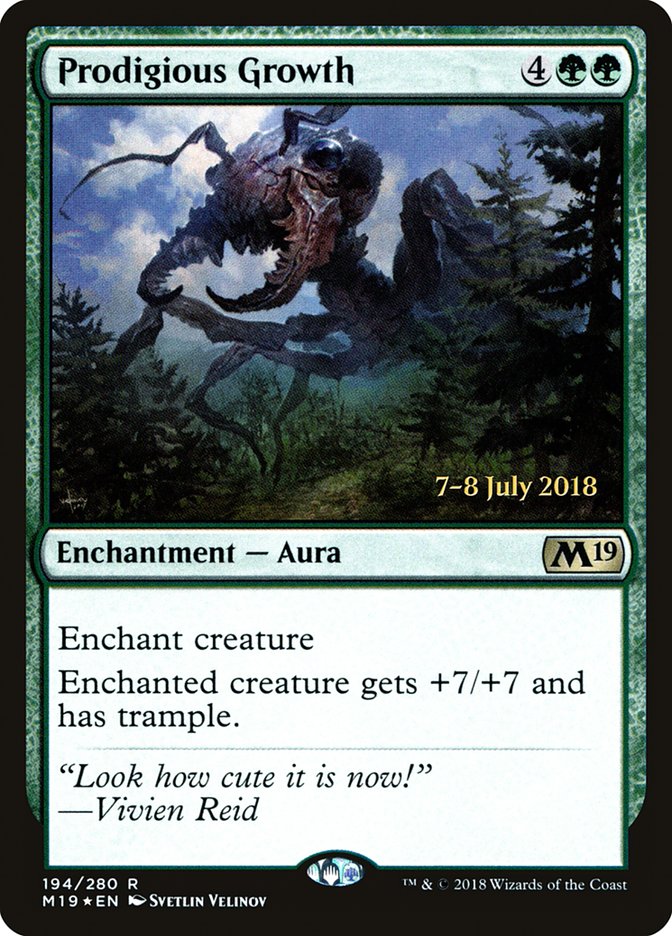 Prodigious Growth 4
7–8 July 2018
Enchantment — Aura M19
Enchant creature
Enchanted creature gets +7/+7 and
has trample.
“Look how cute it is now!”
—Vivien Reid
194/280 R ™ & © 2018 Wizards of the Coast
M19★EN Svetlin Velinov